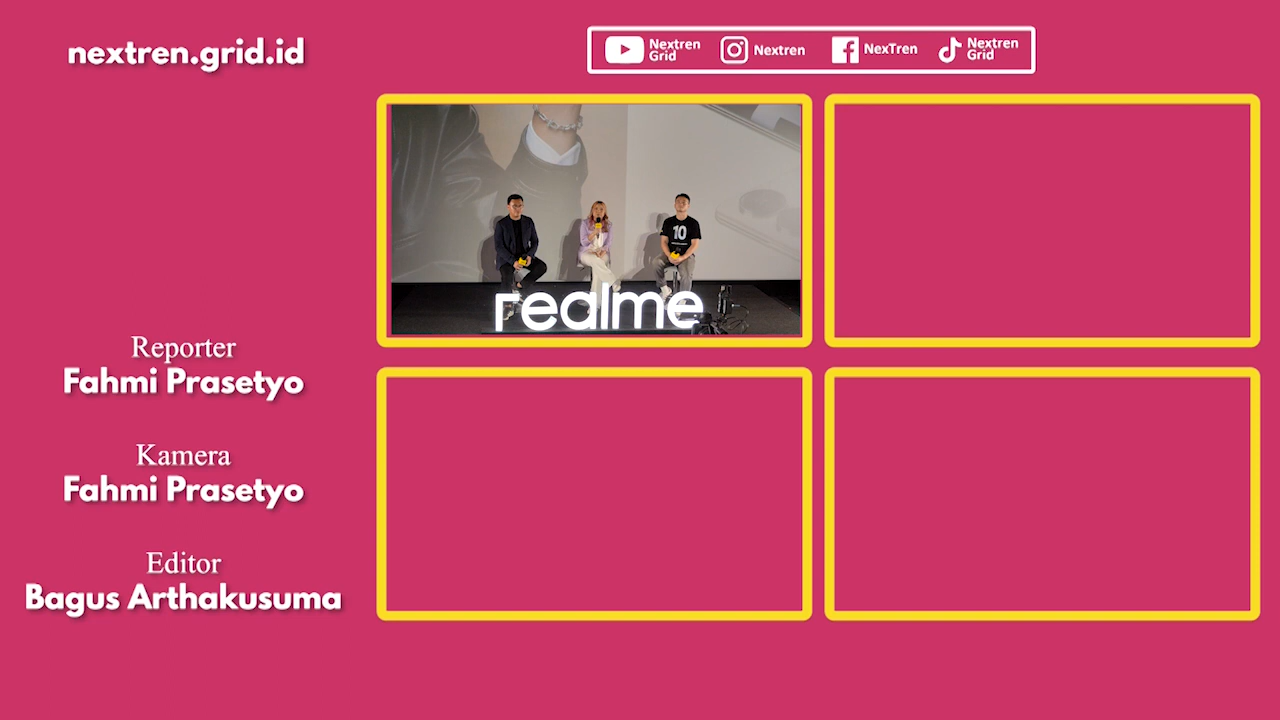 nextren.grid.id
Nextren
Grid
Nextren
NexTren
Nextren
Grid
10
realme
Reporter
Fahmi Prasetyo
Kamera
Fahmi Prasetyo
Editor
Bagus Arthakusuma